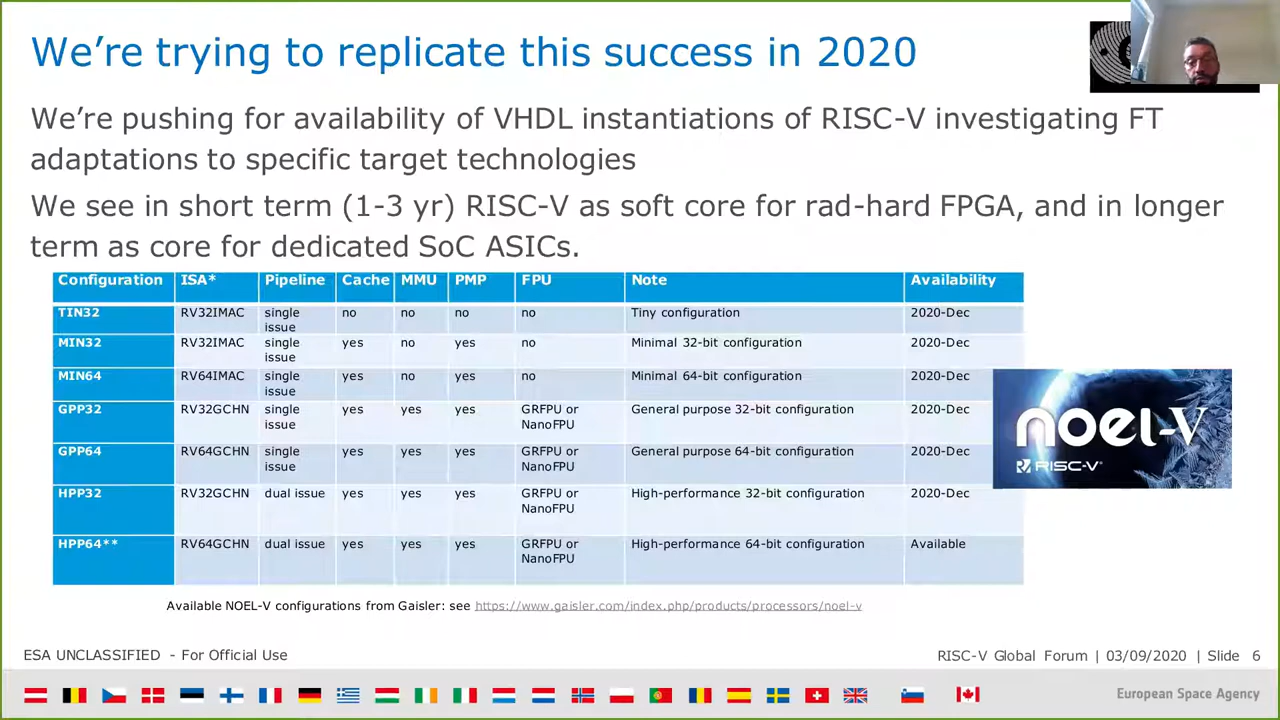 We're trying to replicate this success in 2020
We're pushing for availability of VHDL instantiations of RISC-V investigating FT
adaptations to specific target technologies
We see in short term (1-3 yr) RISC-V as soft core for rad-hard FPGA, and in longer
term as core for dedicated SoC ASICs.
Configuration ISA* Pipeline Cache MMU PMP FPU Note Availability
TIN32 RV32IMAC single issue no no no no Tiny configuration 2020-Dec
MIN32 RV32IMAC single issue yes no yes no Minimal 32-bit configuration 2020-Dec
MIN64 RV64IMAC single issue yes no yes no Minimal 64-bit configuration 2020-Dec
GPP32 RV32GCHN single issue yes yes yes GRFPU or NanoFPU General purpose 32-bit configuration 2020-Dec
GPP64 RV64GCHN single issue yes yes yes GRFPU or NanoFPU General purpose 64-bit configuration 2020-Dec
HPP32 RV32GCHN dual issue yes yes yes GRFPU or NanoFPU High-performance 32-bit configuration 2020-Dec
HPP64** RV64GCHN dual issue yes yes yes GRFPU or NanoFPU High-performance 64-bit configuration Available
noel-V
RISC-V®
Available NOEL-V configurations from Gaisler: see https://www.gaisler.com/index.php/products/processors/noel-v
ESA UNCLASSIFIED - For Official Use
RISC-V Global Forum | 03/09/2020 | Slide 6
European Space Agency